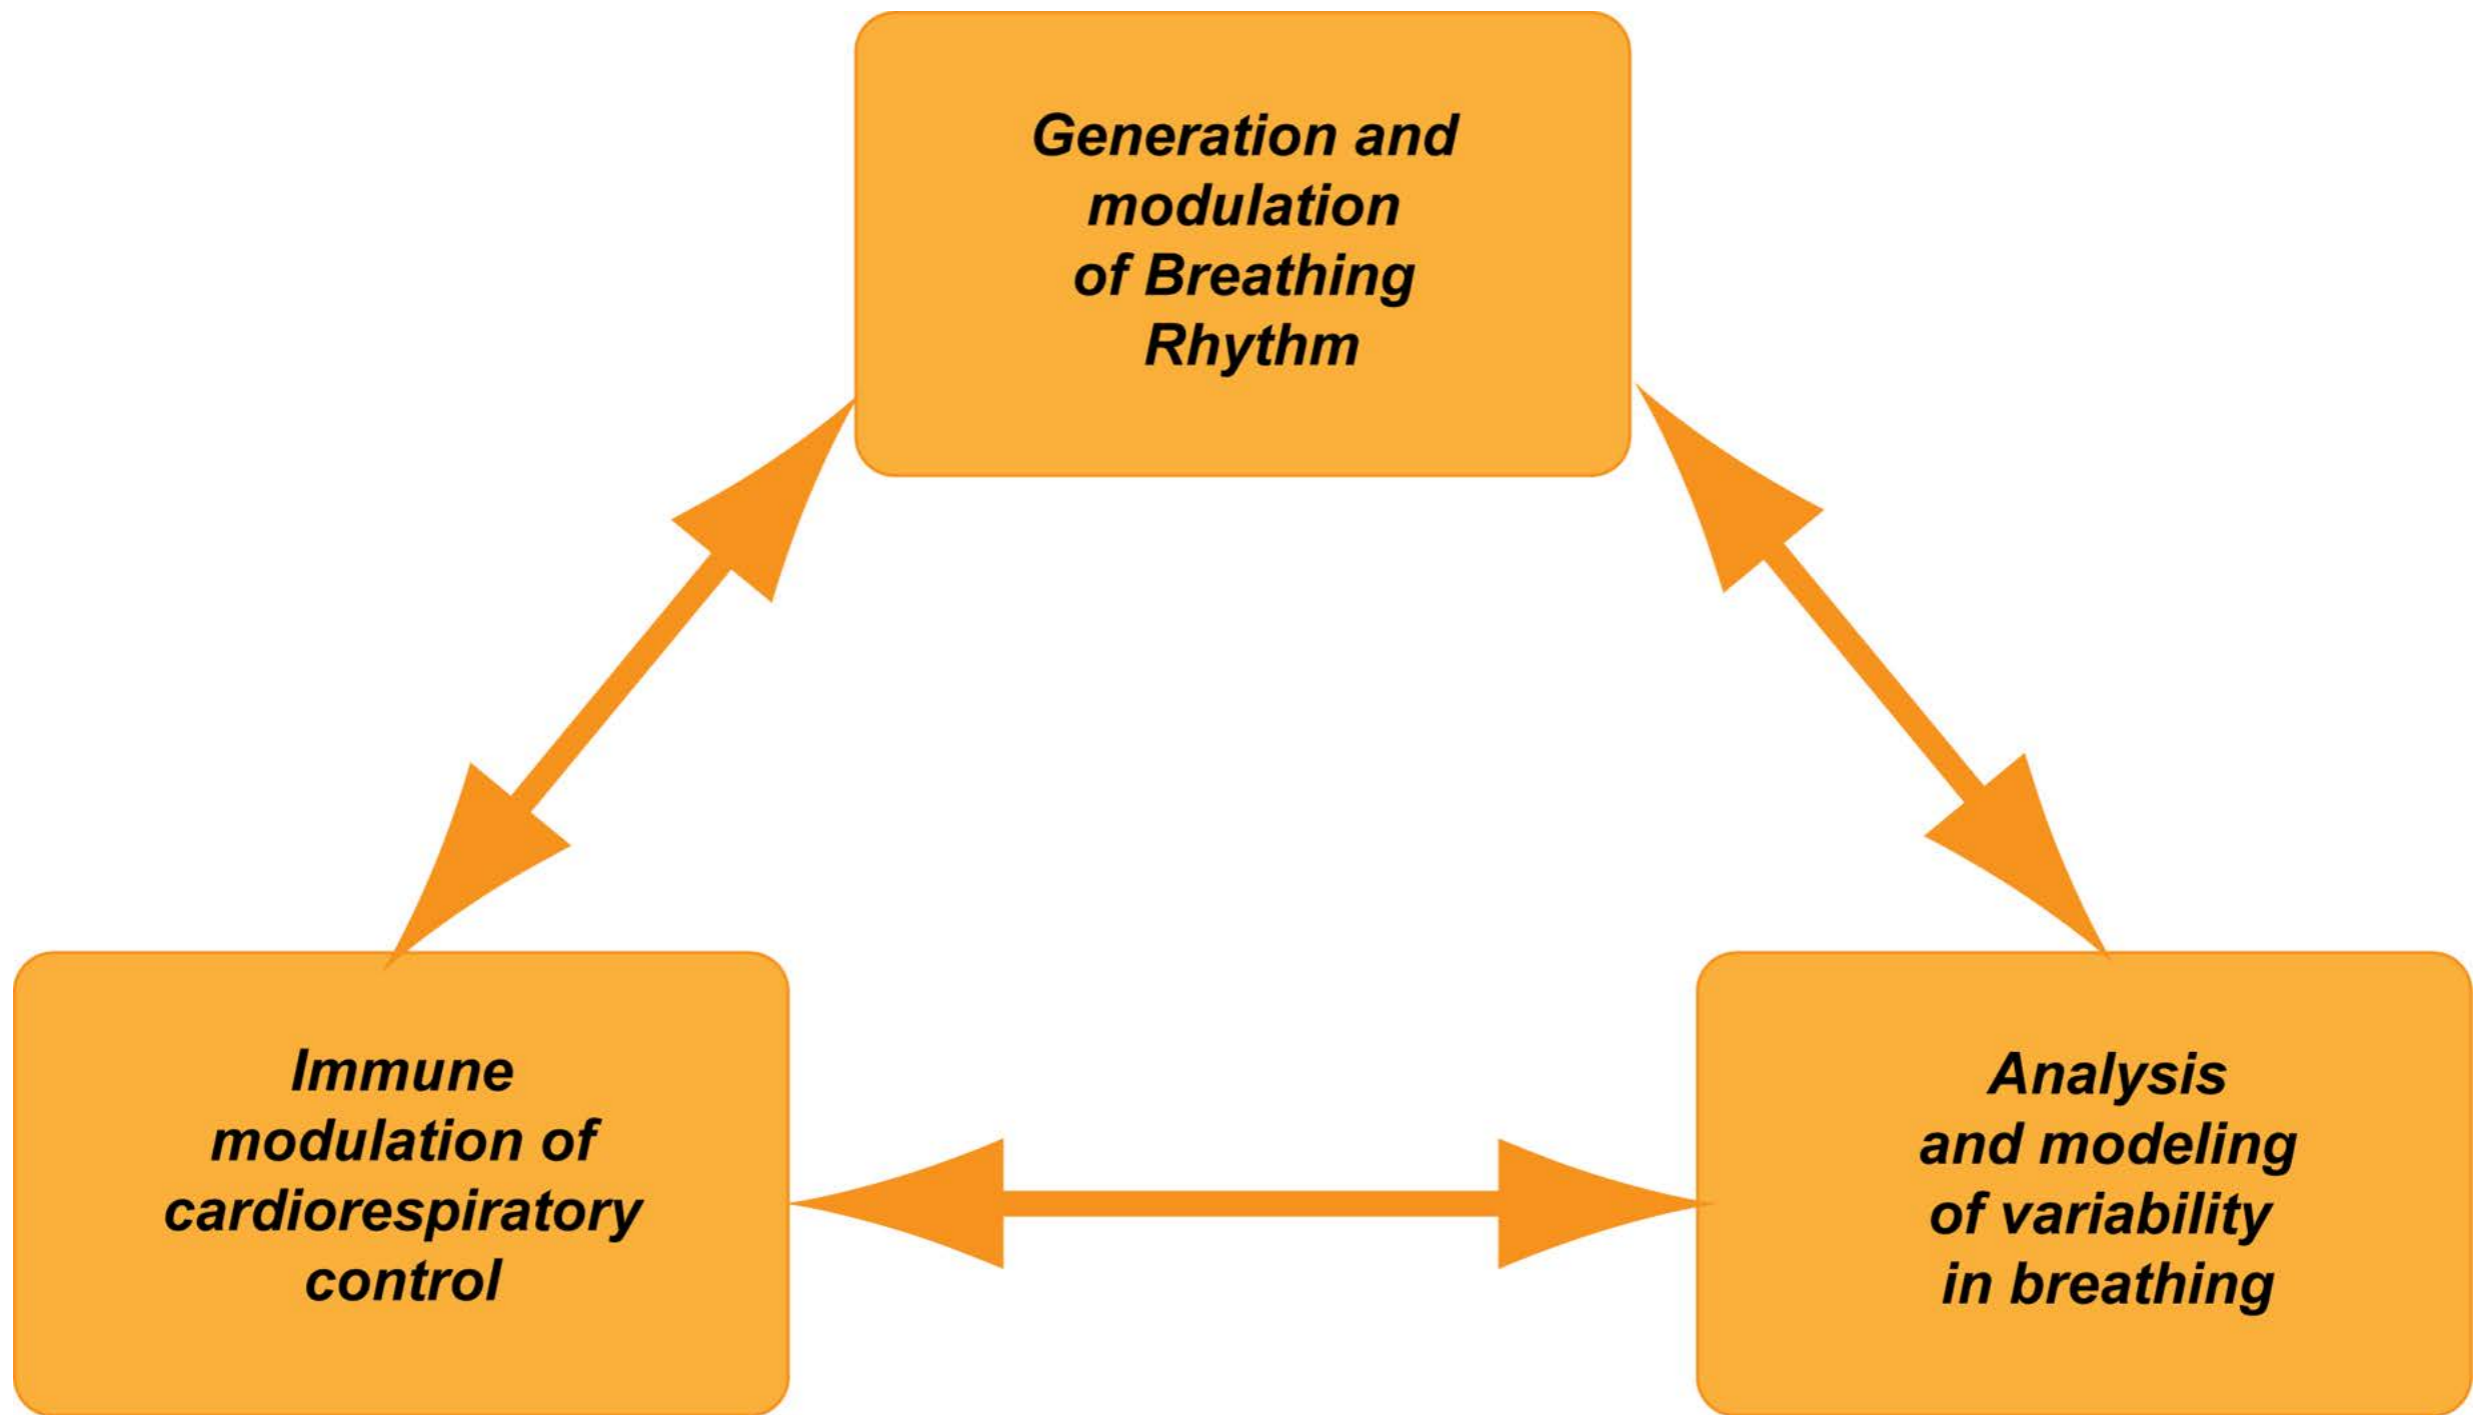 Generation and
modulation
of Breathing
Rhythm
Immune
modulation of
cardiorespiratory
control
Analysis
and modeling
of variability
in breathing